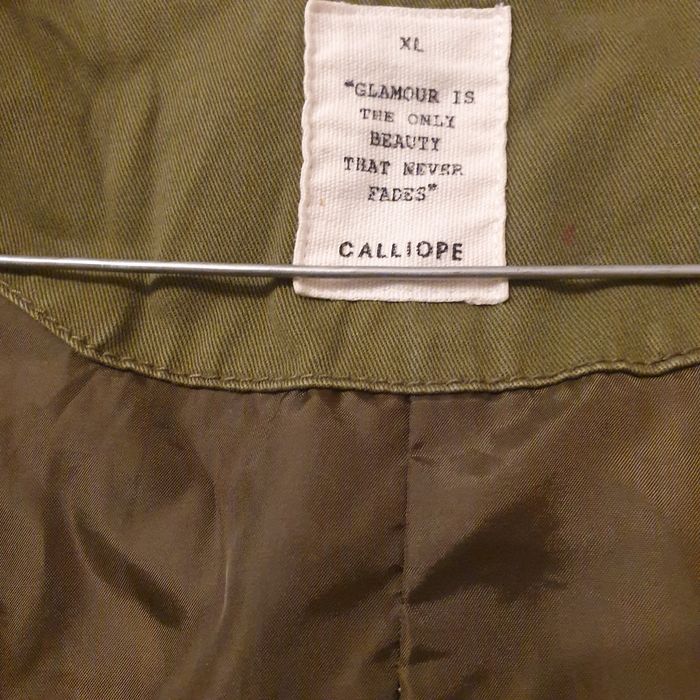 XL
"GLAMOUR IS
THE ONLY
BEAUTY
THAT NEVER
FADES"
CALLIOPE